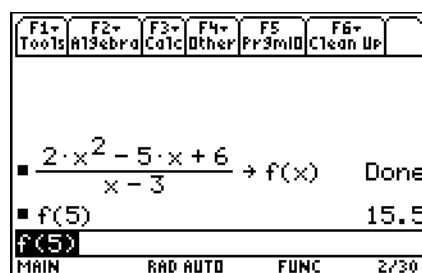 F1 F2 F3 F4 F5 F6
Tools Algebra Calc Other PrgmIO Clean Up
2·x² − 5·x + 6
x − 3
→ f(x) Done
f(5) 15.5
f(5)
MAIN RAD AUTO FUNC 2/30